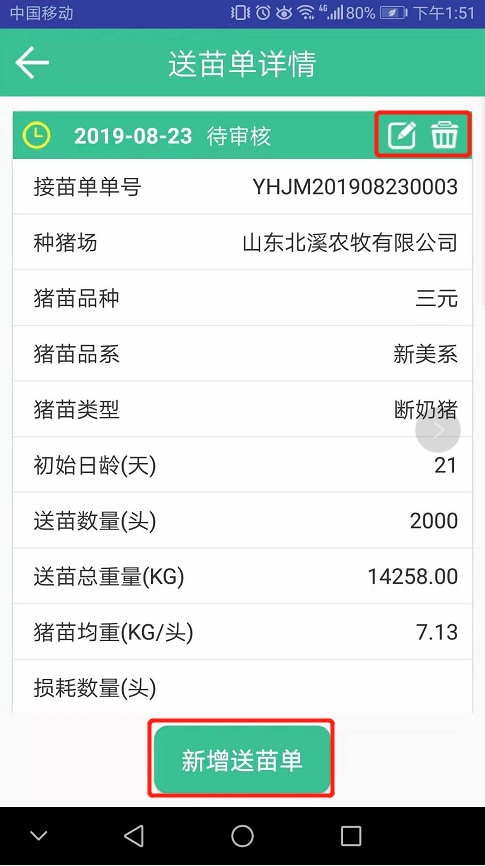 中国移动 46 80% 下午1:51
送苗单详情
2019-08-23 待审核
接苗单单号 YHJM201908230003
种猪场 山东北溪农牧有限公司
猪苗品种 三元
猪苗品系 新美系
猪苗类型 断奶猪
初始日龄(天) 21
送苗数量(头) 2000
送苗总重量(KG) 14258.00
猪苗均重(KG/头) 7.13
损耗数量(头)
新增送苗单